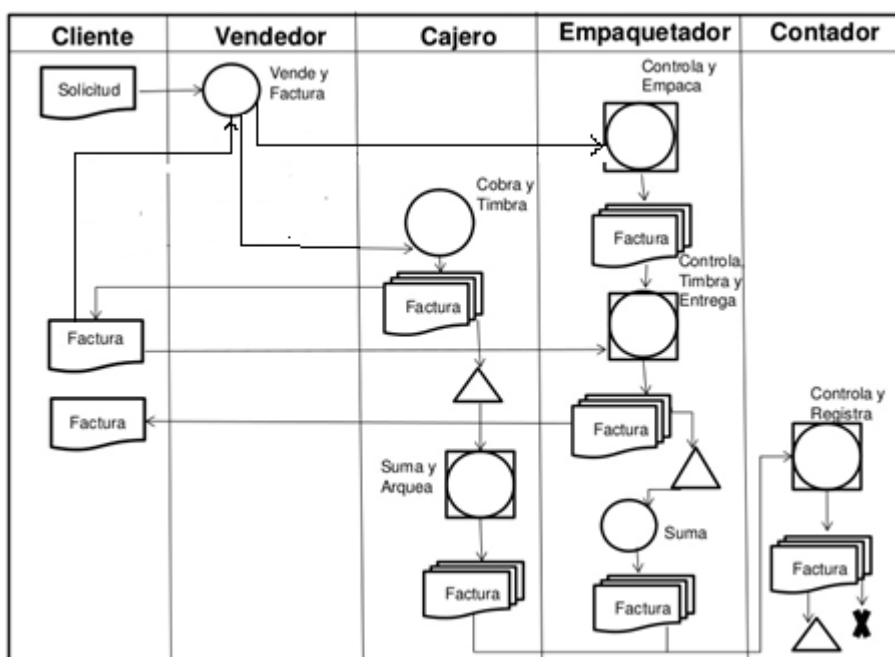 Cliente
Vendedor
Cajero
Empaquetador
Contador
Solicitud
Vende y
Factura
Controla y
Empaca
Cobra y
Timbra
Factura
Controla,
Timbra y
Entrega
Factura
Factura
Factura
Factura
Controla y
Registra
Suma y
Arquea
Suma
Factura
Factura
Factura